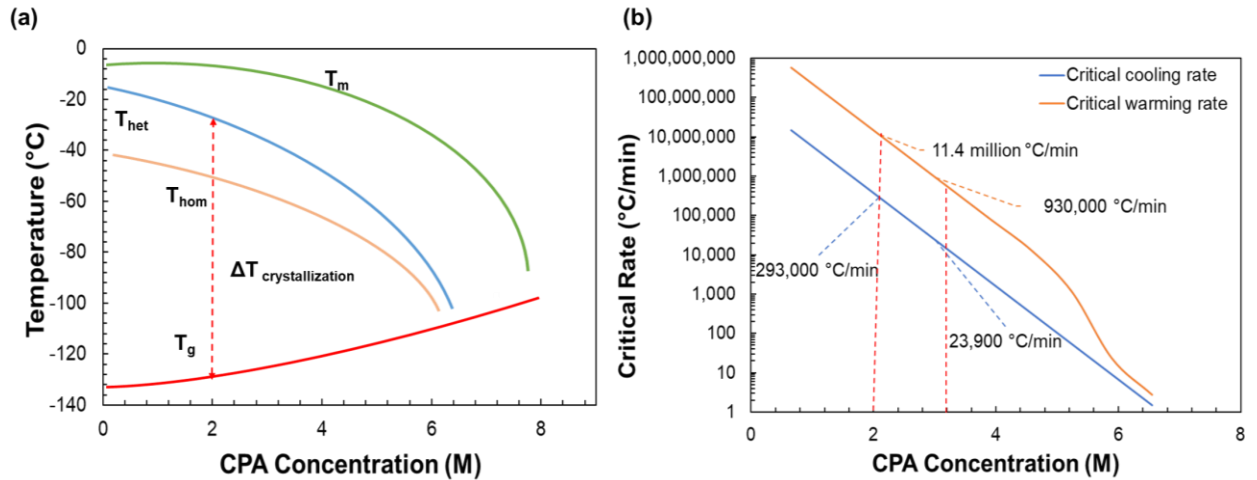 (a)
Temperature (°C)
0
-20
-40
-60
-80
-100
-120
-140
Tm
Thet
Thom
ΔT crystallization
Tg
0
2
4
6
8
CPA Concentration (M)
(b)
Critical Rate (°C/min)
1,000,000,000
100,000,000
10,000,000
1,000,000
100,000
10,000
1,000
100
10
1
Critical cooling rate
Critical warming rate
11.4 million °C/min
930,000 °C/min
293,000 °C/min
23,900 °C/min
0
2
4
6
8
CPA Concentration (M)